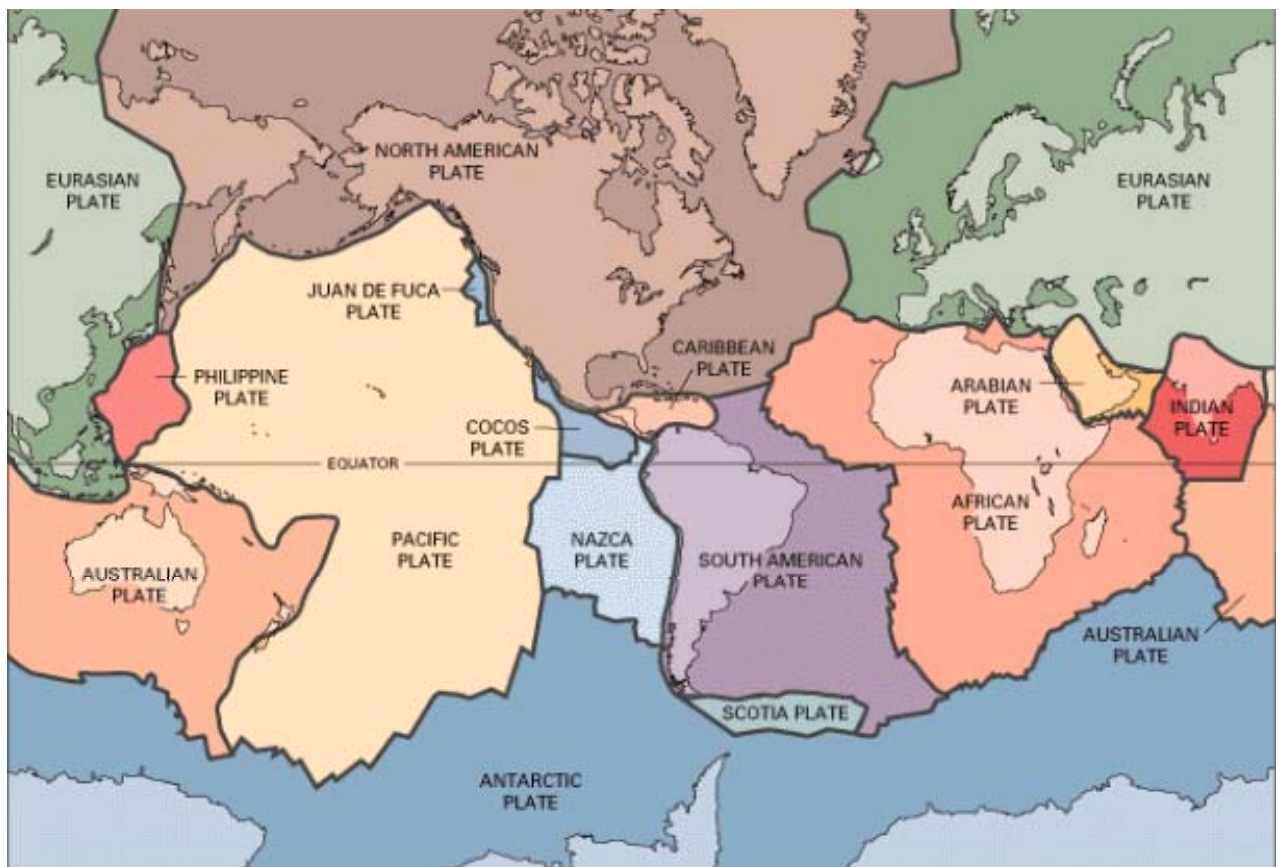 NORTH AMERICAN
PLATE
EURASIAN
PLATE
EURASIAN
PLATE
JUAN DE FUCA
PLATE
CARIBBEAN
PLATE
PHILIPPINE
PLATE
ARABIAN
PLATE
INDIAN
PLATE
COCOS
PLATE
EQUATOR
AFRICAN
PLATE
PACIFIC
PLATE
NAZCA
PLATE
SOUTH AMERICAN
PLATE
AUSTRALIAN
PLATE
AUSTRALIAN
PLATE
SCOTIA PLATE
ANTARCTIC
PLATE